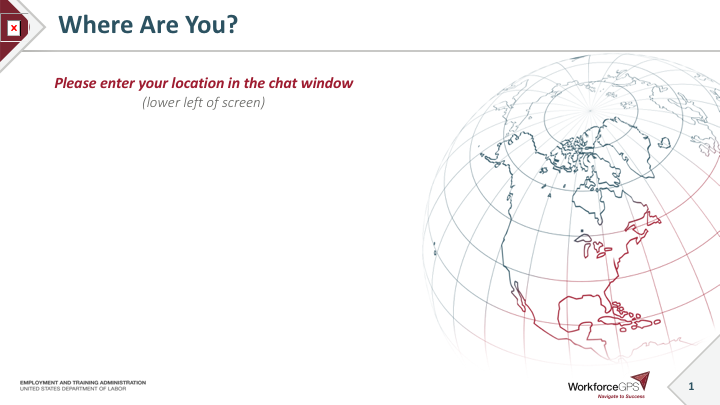 Where Are You?
Please enter your location in the chat window
(lower left of screen)
EMPLOYMENT AND TRAINING ADMINISTRATION
UNITED STATES DEPARTMENT OF LABOR
WorkforceGPS
Navigate to Success
1